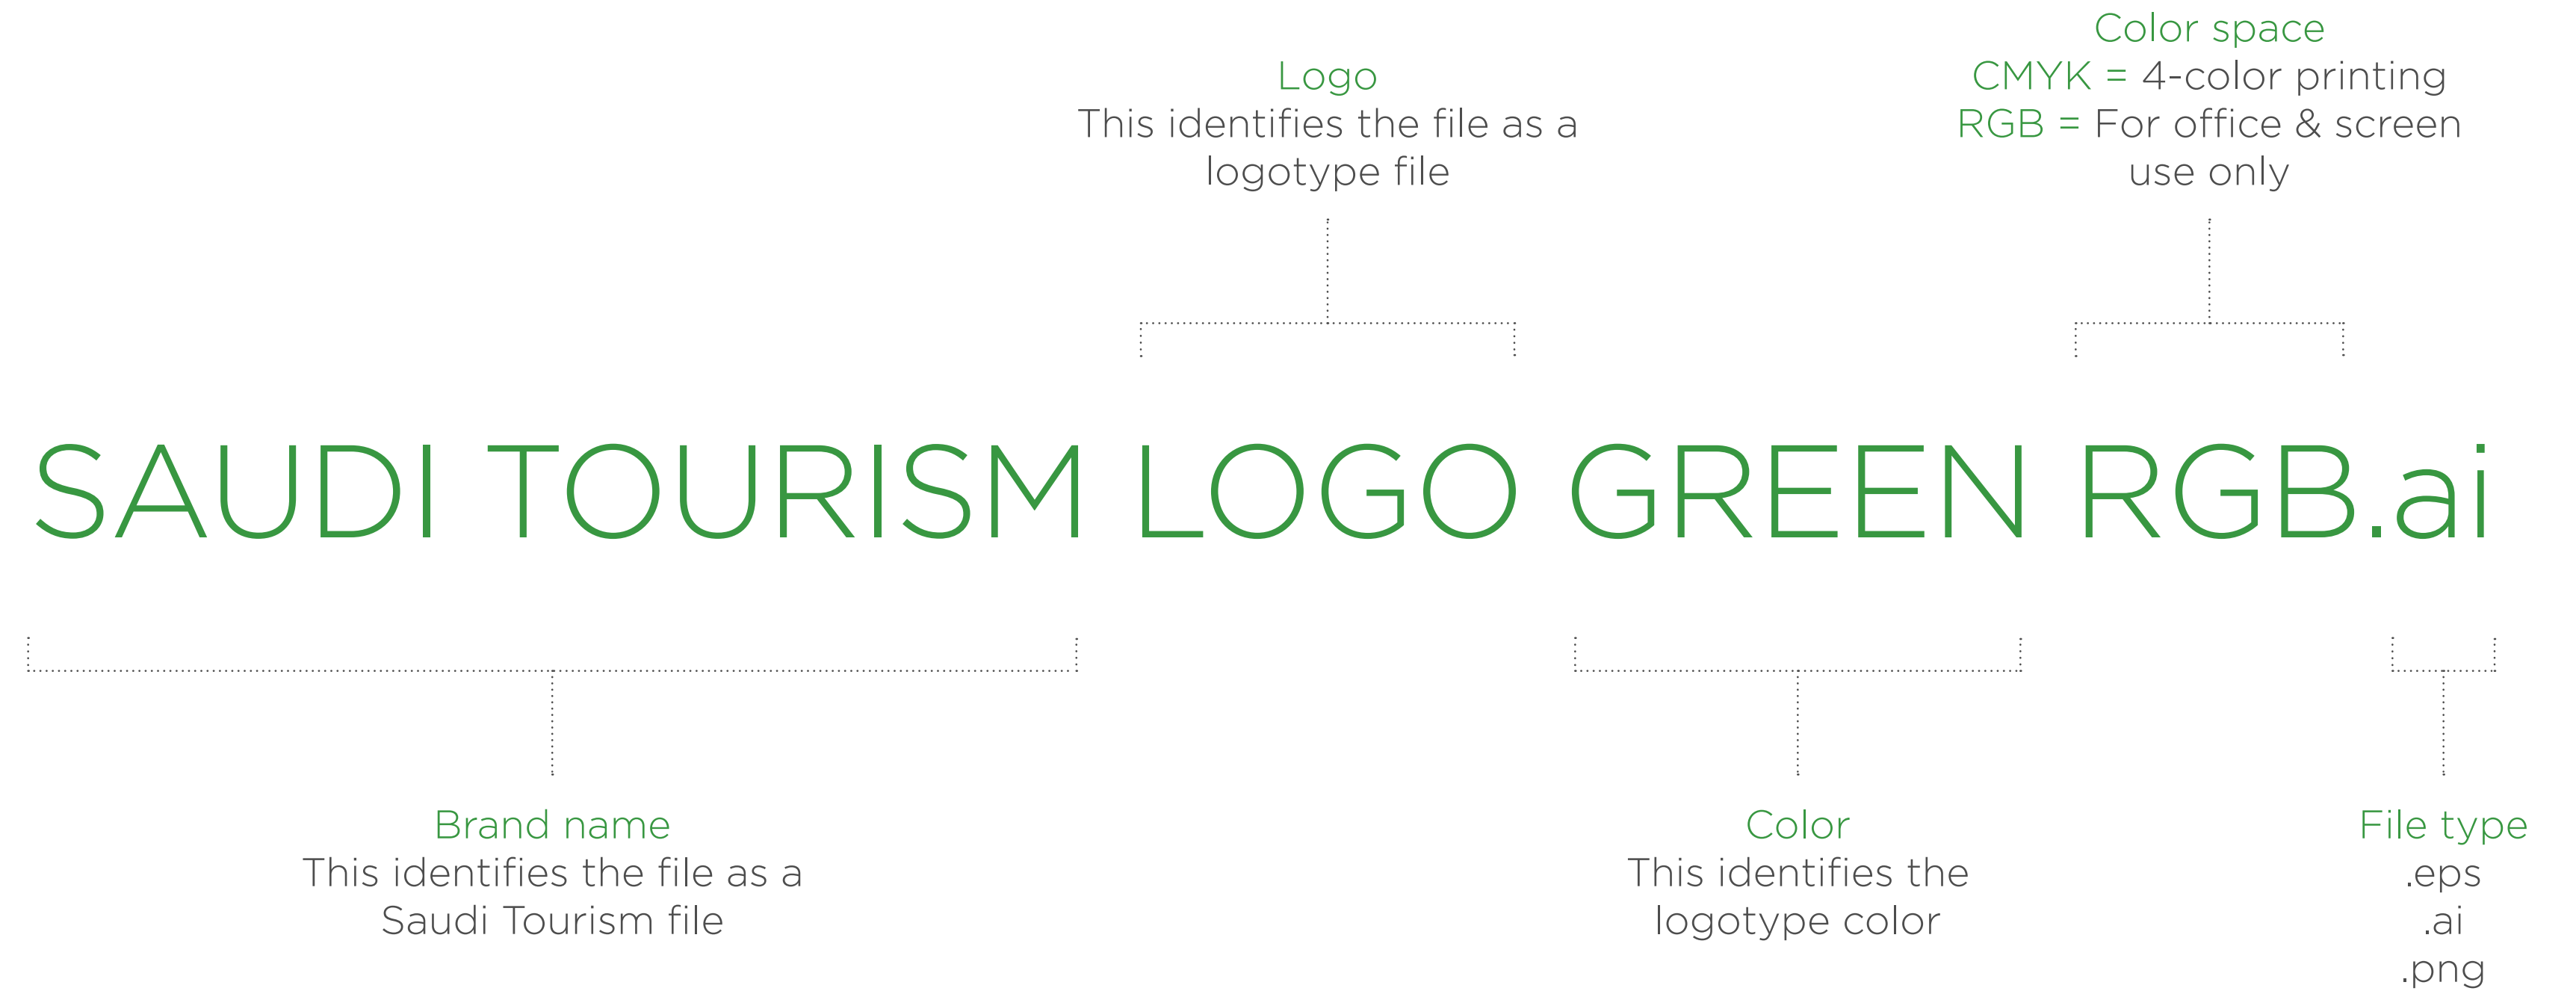 Color space
CMYK = 4-color printing
RGB = For office & screen
use only
Logo
This identifies the file as a
logotype file
SAUDI TOURISM LOGO GREEN RGB.ai
Brand name
This identifies the file as a
Saudi Tourism file
Color
This identifies the
logotype color
File type
.eps
.ai
.png